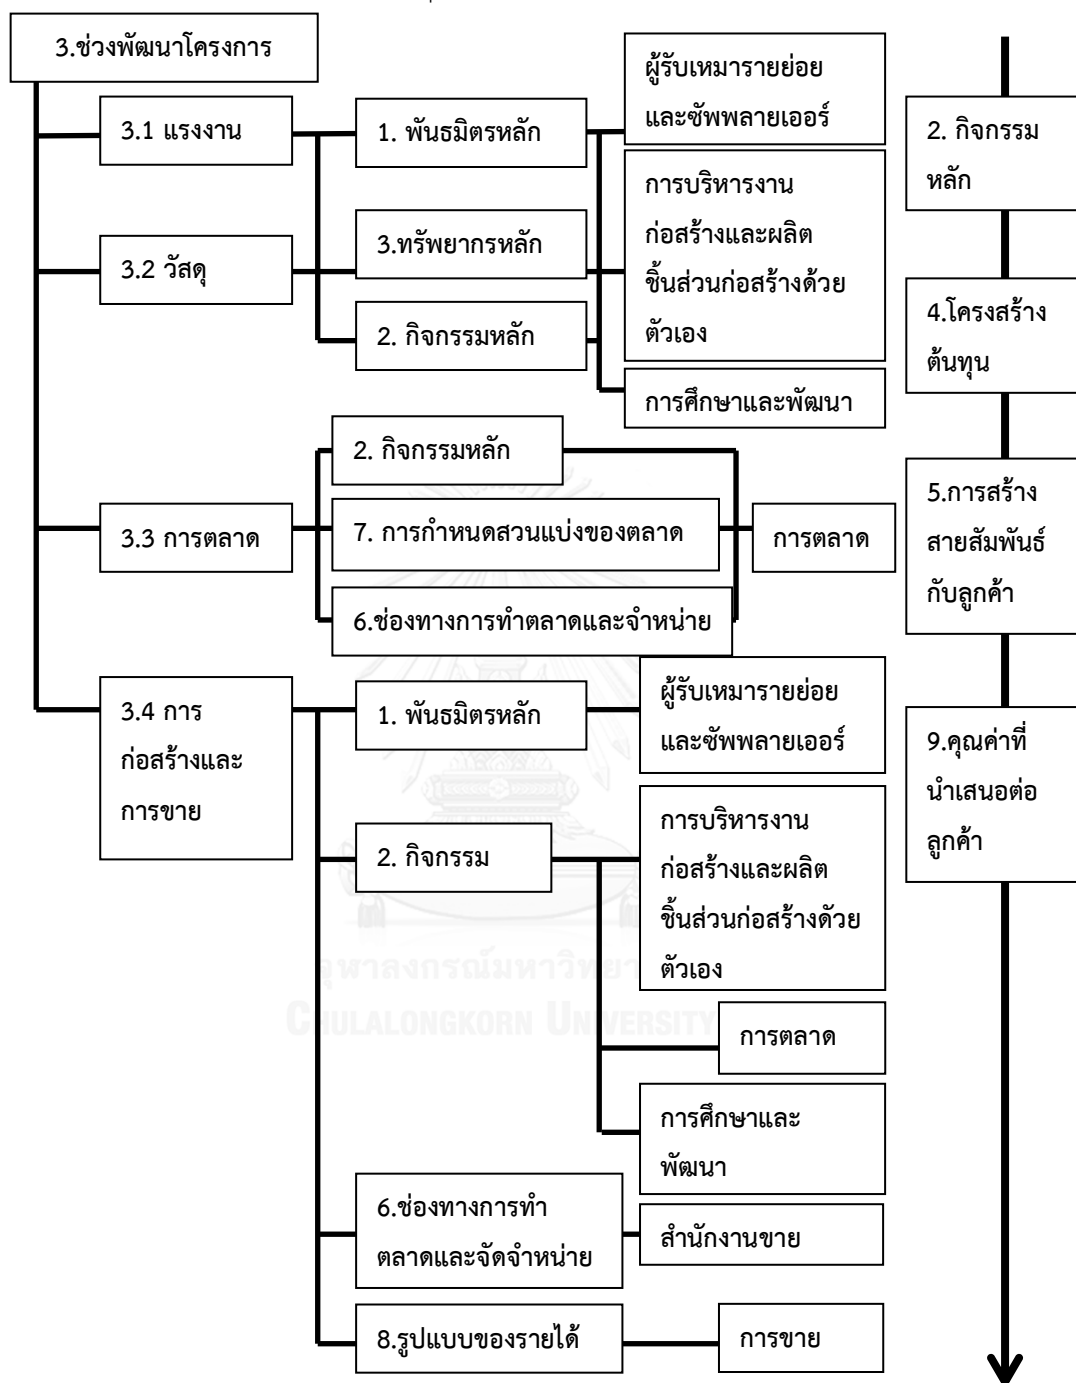 3.ช่วงพัฒนาโครงการ
3.1 แรงงาน
1. พันธมิตรหลัก
ผู้รับเหมารายย่อย
และซัพพลายเออร์
3.2 วัสดุ
3.ทรัพยากรหลัก
2. กิจกรรมหลัก
การบริหารงาน
ก่อสร้างและผลิต
ชิ้นส่วนก่อสร้างด้วย
ตัวเอง
การศึกษาและพัฒนา
3.3 การตลาด
2. กิจกรรมหลัก
7. การกำหนดสวนแบ่งของตลาด
6.ช่องทางการทำตลาดและจำหน่าย
การตลาด
3.4 การ
ก่อสร้างและ
การขาย
1. พันธมิตรหลัก
ผู้รับเหมารายย่อย
และซัพพลายเออร์
2. กิจกรรม
การบริหารงาน
ก่อสร้างและผลิต
ชิ้นส่วนก่อสร้างด้วย
ตัวเอง
การตลาด
การศึกษาและ
พัฒนา
6.ช่องทางการทำ
ตลาดและจัดจำหน่าย
สำนักงานขาย
8.รูปแบบของรายได้
การขาย
2. กิจกรรม
หลัก
4.โครงสร้าง
ต้นทุน
5.การสร้าง
สายสัมพันธ์
กับลูกค้า
9.คุณค่าที่
นำเสนอต่อ
ลูกค้า
CHULALONGKORN UNIVERSITY